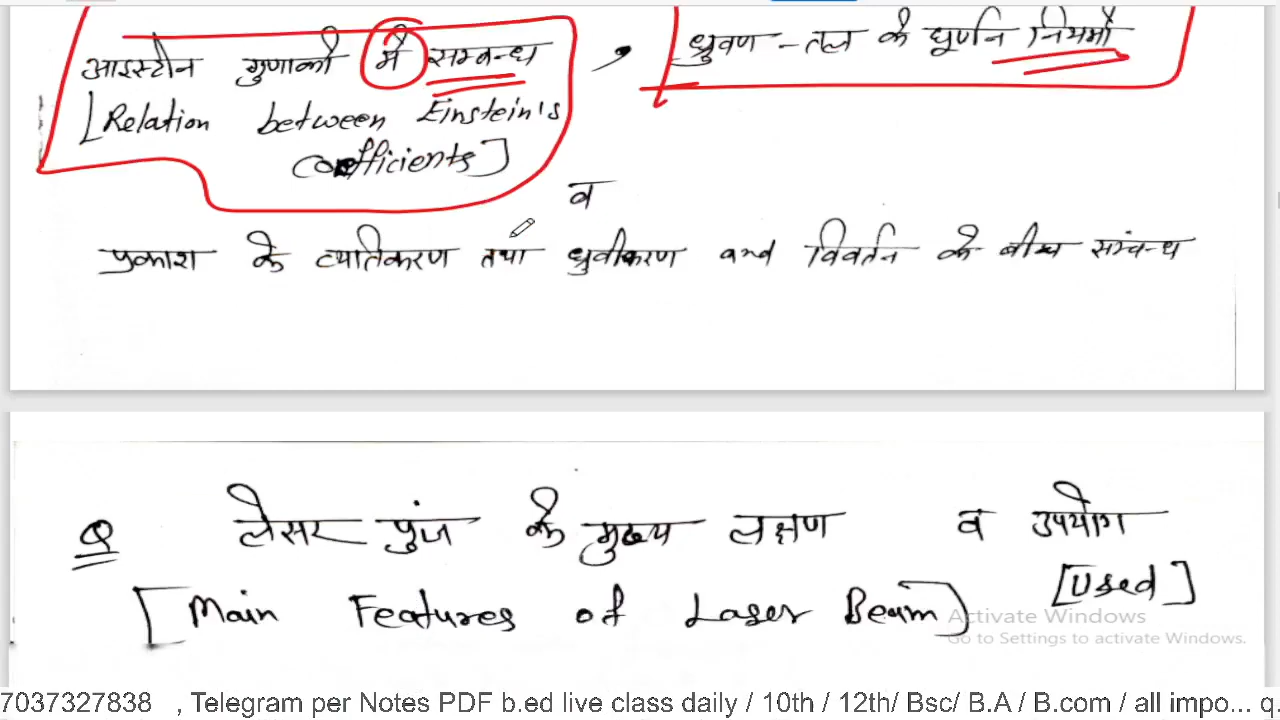 आइस्टीन गुणाकों में सम्बन्ध , ध्रुवण - तल के घूर्णन नियमों
[Relation between Einstein's
Coefficients]
व
प्रकाश के व्यतिकरण तथा ध्रुवीकरण and विवर्तन के बीच संम्बन्ध
Q लेसर पुंज के मुख्य लक्षण व उपयोग
[Main Features of Laser Beam] [Used]
Activate Windows
Go to Settings to activate Windows.
7037327838 , Telegram per Notes PDF b.ed live class daily / 10th / 12th/ Bsc/ B.A / B.com / all impo... q.